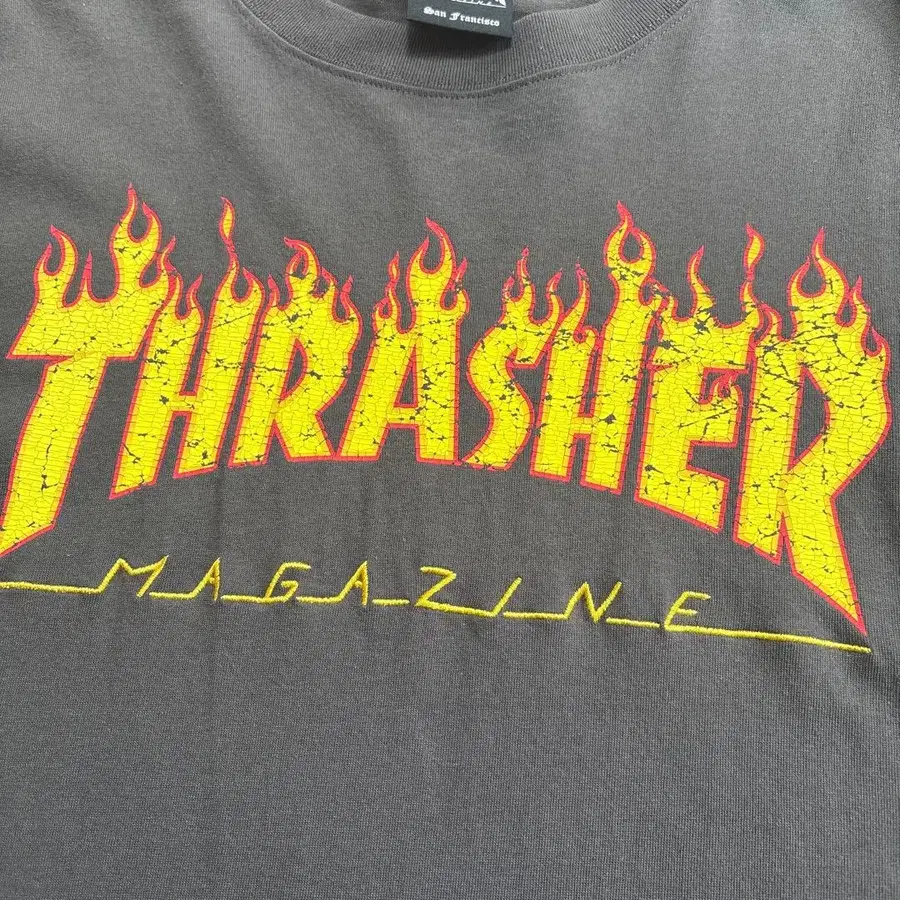 San Francisco
THRASHER
MAGAZINE